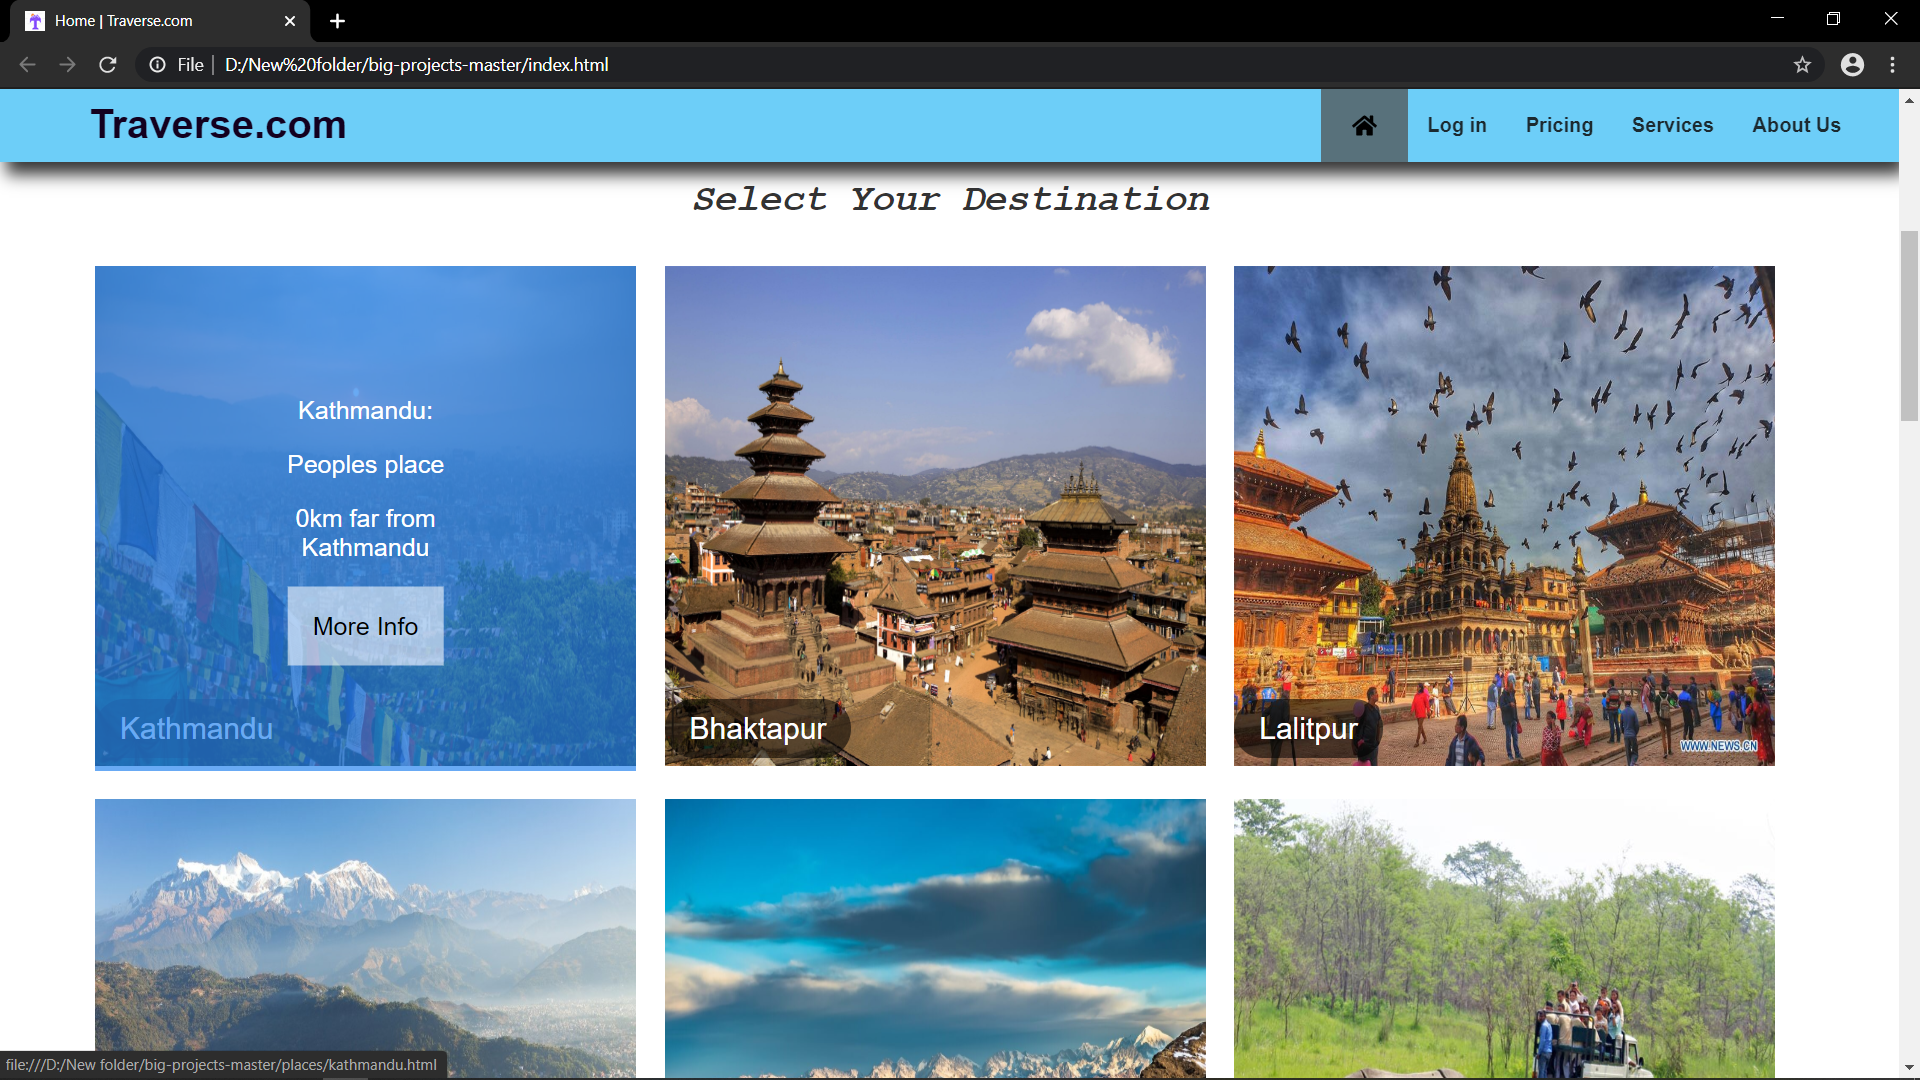 Home | Traverse.com
File
D:/New%20folder/big-projects-master/index.html
Traverse.com
Log in
Pricing
Services
About Us
Select Your Destination
Kathmandu:
Peoples place
0km far from
Kathmandu
More Info
Kathmandu
Bhaktapur
Lalitpur
WWW.NEWS.CN
file:///D:/New folder/big-projects-master/places/kathmandu.html